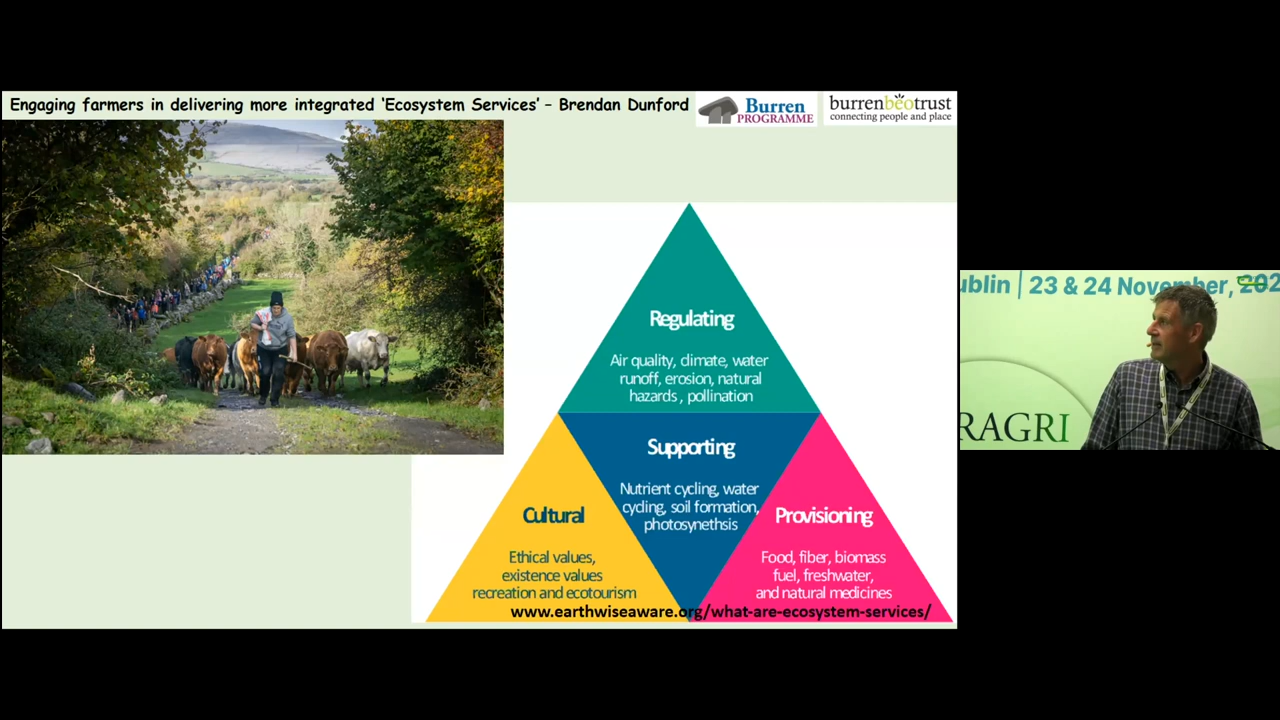 Engaging farmers in delivering more integrated ‘Ecosystem Services’ – Brendan Dunford
Burren
PROGRAMME
burrenbeotrust
connecting people and place
Regulating
Air quality, climate, water
runoff, erosion, natural
hazards , pollination
Supporting
Nutrient cycling, water
cycling, soil formation,
photosynethsis
Cultural
Ethical values,
existence values
recreation and ecotourism
Provisioning
Food, fiber, biomass
fuel, freshwater,
and natural medicines
www.earthwiseaware.org/what-are-ecosystem-services/
ublin | 23 & 24 November, 202
RAGRI